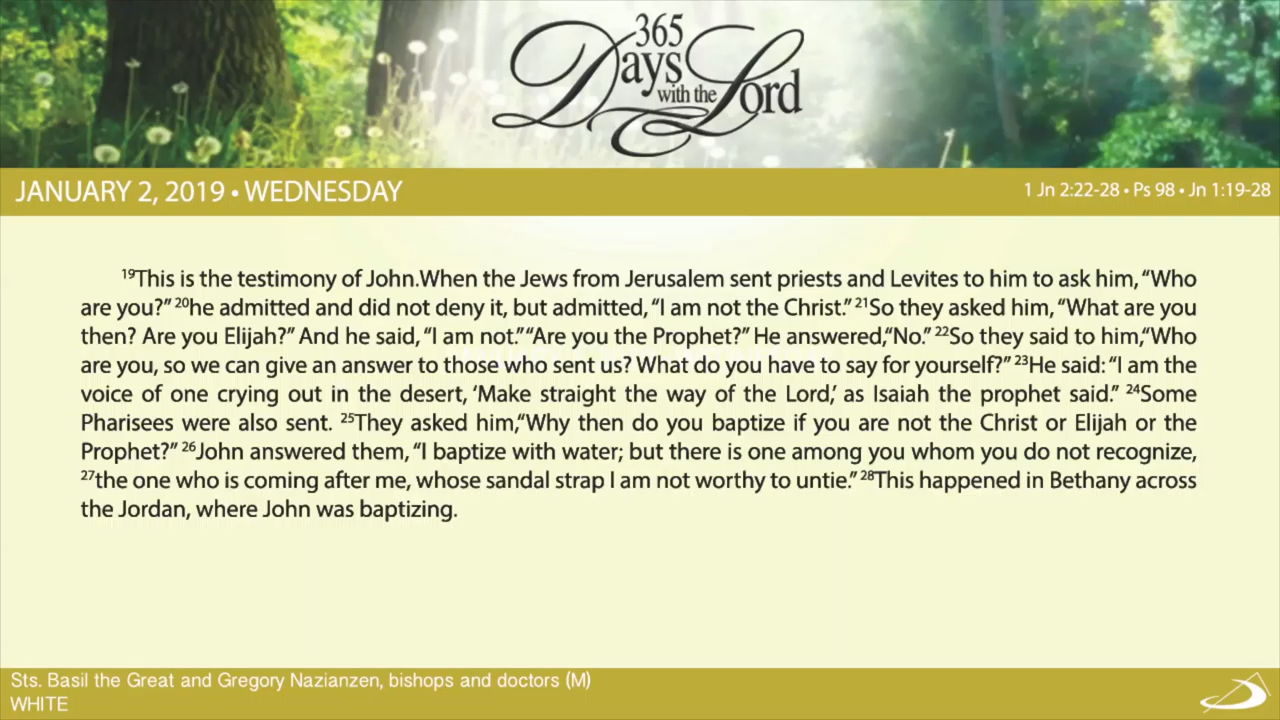 365
Days
with the
Lord
JANUARY 2, 2019 • WEDNESDAY
1 Jn 2:22-28 • Ps 98 • Jn 1:19-28
¹⁹This is the testimony of John.When the Jews from Jerusalem sent priests and Levites to him to ask him, “Who
are you?” ²⁰he admitted and did not deny it, but admitted, “I am not the Christ.” ²¹So they asked him, “What are you
then? Are you Elijah?” And he said, “I am not.” “Are you the Prophet?” He answered,“No.” ²²So they said to him,“Who
are you, so we can give an answer to those who sent us? What do you have to say for yourself?” ²³He said: “I am the
voice of one crying out in the desert, ‘Make straight the way of the Lord,’ as Isaiah the prophet said.” ²⁴Some
Pharisees were also sent. ²⁵They asked him,“Why then do you baptize if you are not the Christ or Elijah or the
Prophet?” ²⁶John answered them, “I baptize with water; but there is one among you whom you do not recognize,
²⁷the one who is coming after me, whose sandal strap I am not worthy to untie.” ²⁸This happened in Bethany across
the Jordan, where John was baptizing.
Sts. Basil the Great and Gregory Nazianzen, bishops and doctors (M)
WHITE